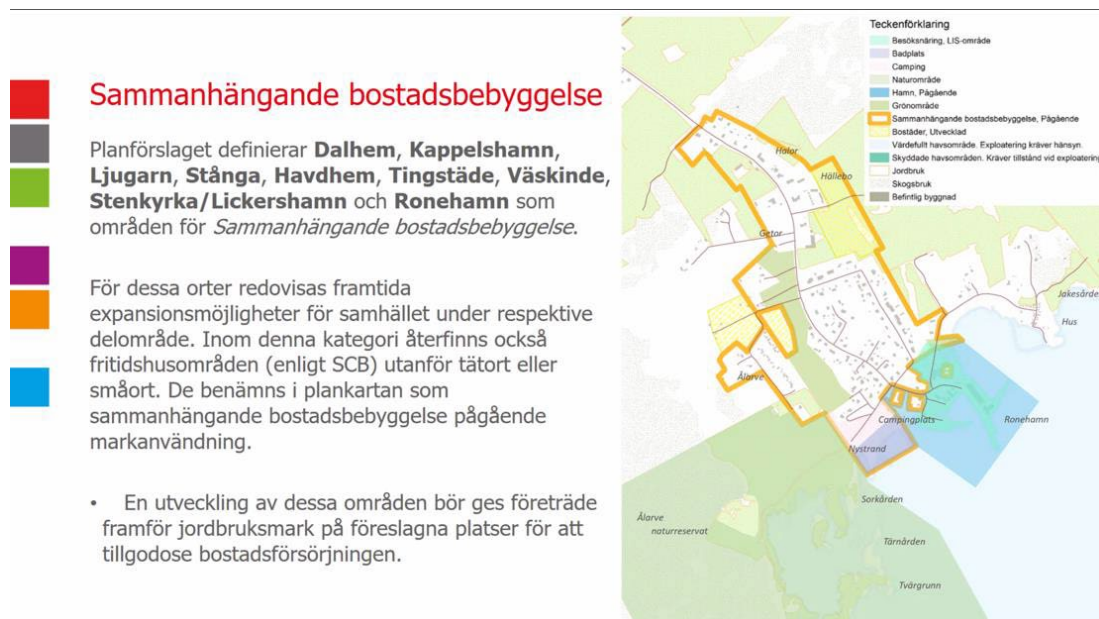 Sammanhängande bostadsbebyggelse
Planförslaget definierar Dalhem, Kappelshamn,
Ljugarn, Stånga, Havdhem, Tingstäde, Väskinde,
Stenkyrka/Lickershamn och Ronehamn som
områden för Sammanhängande bostadsbebyggelse.
För dessa orter redovisas framtida
expansionsmöjligheter för samhället under respektive
delområde. Inom denna kategori återfinns också
fritidshusområden (enligt SCB) utanför tätort eller
småort. De benämns i plankartan som
sammanhängande bostadsbebyggelse pågående
markanvändning.
• En utveckling av dessa områden bör ges företräde
framför jordbruksmark på föreslagna platser för att
tillgodose bostadsförsörjningen.
Teckenförklaring
Besöksnäring, LIS-område
Badplats
Camping
Naturområde
Hamn, Pågående
Grönområde
Sammanhängande bostadsbebyggelse, Pågående
Bostäder, Utvecklad
Värdefullt havsområde. Exploatering kräver hänsyn.
Skyddade havsområden. Kräver tillstånd vid exploatering
Jordbruk
Skogsbruk
Befintlig byggnad
Halor
Hällebo
Getor
Jakesårde
Hus
Ålarve
Campingplats
Ronehamn
Nystrand
Sorkården
Ålarve
naturreservat
Tärnården
Tvärgrunn